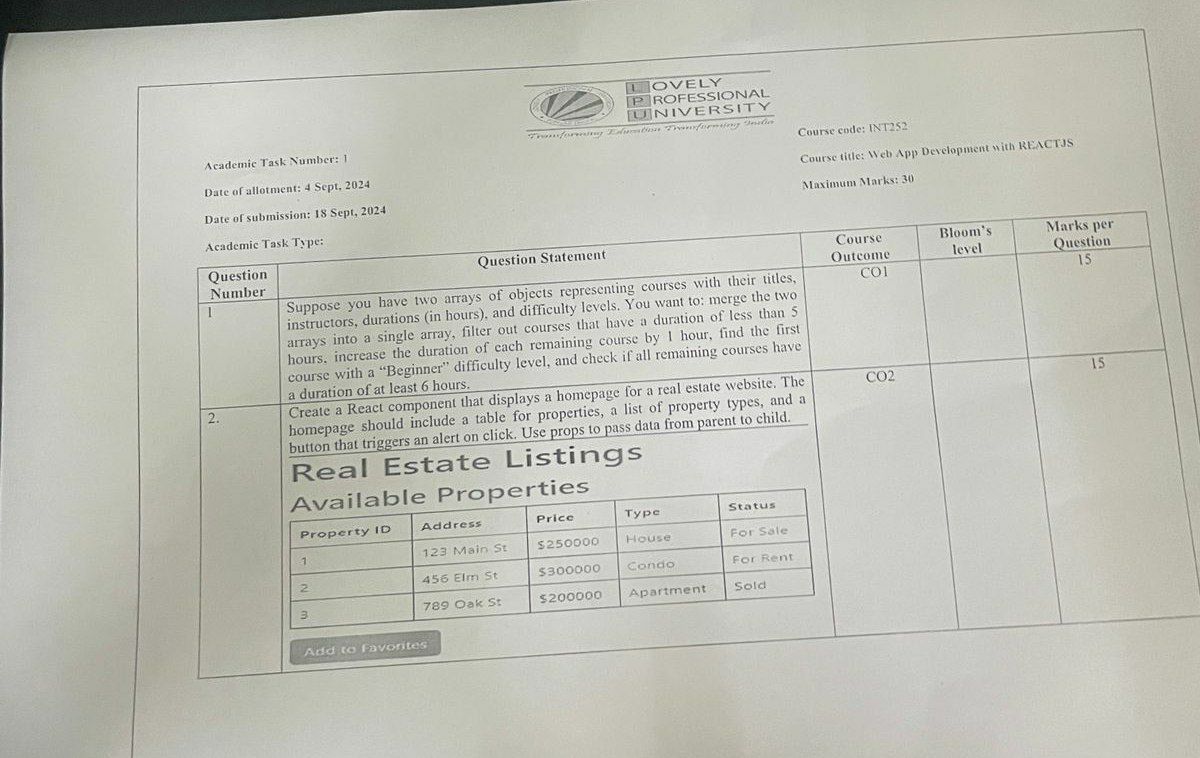 LOVELY
PROFESSIONAL
UNIVERSITY
Transforming Education Transforming India
Academic Task Number: 1
Date of allotment: 4 Sept, 2024
Date of submission: 18 Sept, 2024
Academic Task Type:
Course code: INT252
Course title: Web App Development with REACTJS
Maximum Marks: 30
Question Number
Question Statement
Course Outcome
Bloom's level
Marks per Question
1
Suppose you have two arrays of objects representing courses with their titles,
instructors, durations (in hours), and difficulty levels. You want to: merge the two
arrays into a single array, filter out courses that have a duration of less than 5
hours, increase the duration of each remaining course by 1 hour, find the first
course with a “Beginner” difficulty level, and check if all remaining courses have
a duration of at least 6 hours.
CO1
15
2.
Create a React component that displays a homepage for a real estate website. The
homepage should include a table for properties, a list of property types, and a
button that triggers an alert on click. Use props to pass data from parent to child.
CO2
15
Real Estate Listings
Available Properties
Property ID Address Price Type Status
1 123 Main St $250000 House For Sale
2 456 Elm St $300000 Condo For Rent
3 789 Oak St $200000 Apartment Sold
Add to Favorites